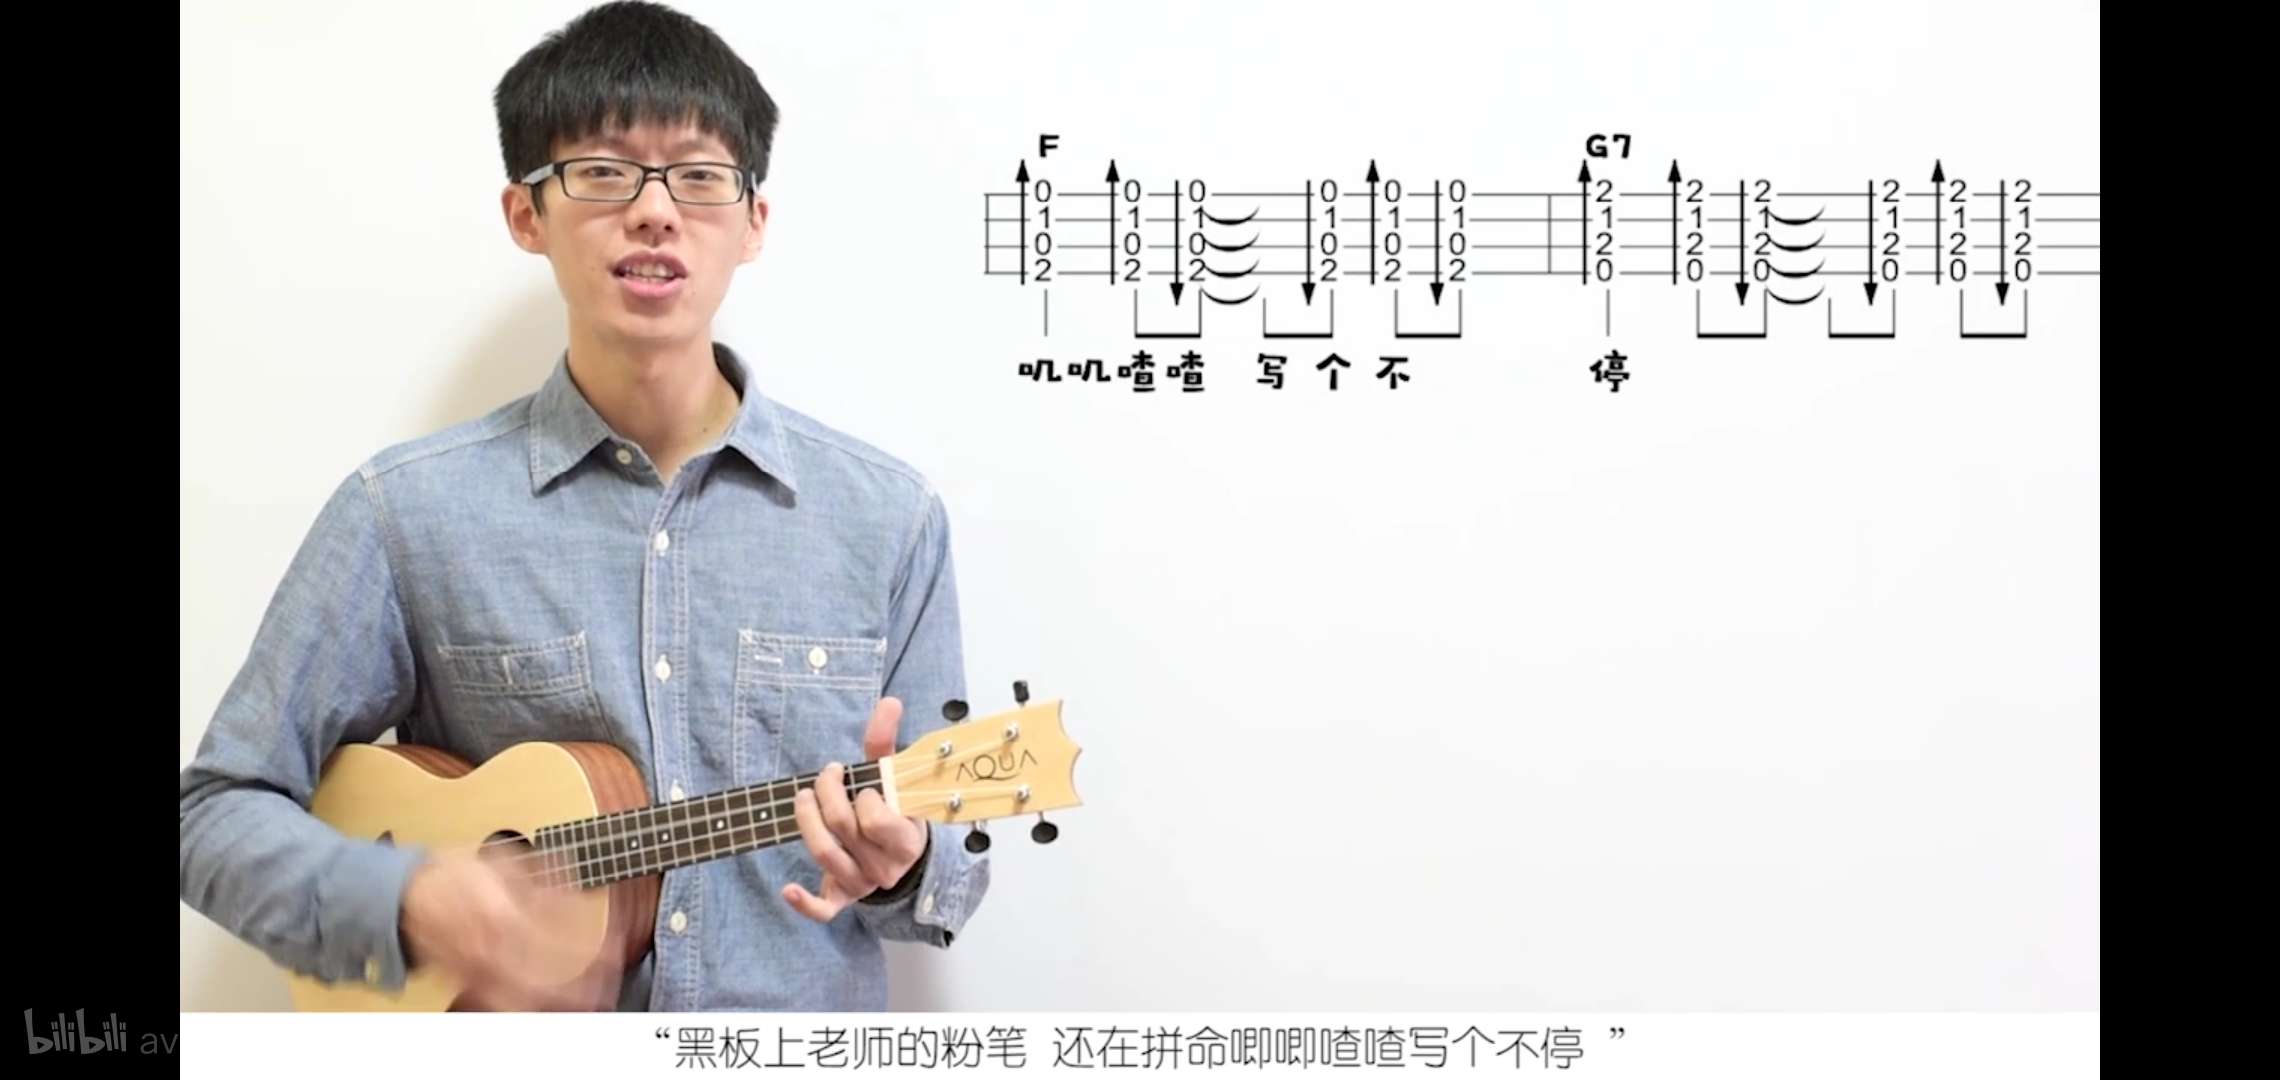 F G7
0 0 0 0 0 0 2 2 2 2 2 2
1 1 1 1 1 1 1 1 1 1 1 1
0 0 0 0 0 0 2 2 2 2 2 2
2 2 2 2 2 2 0 0 0 0 0 0
叽叽喳喳 写 个 不 停
AQUA
bilibili av
“黑板上老师的粉笔 还在拼命唧唧喳喳写个不停 ”